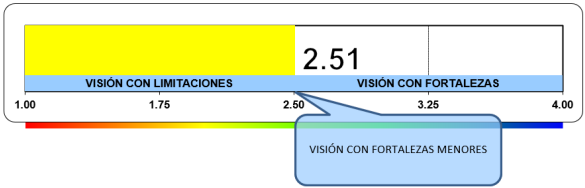 2.51
VISIÓN CON LIMITACIONES VISIÓN CON FORTALEZAS
1.00 1.75 2.50 3.25 4.00
VISIÓN CON FORTALEZAS MENORES